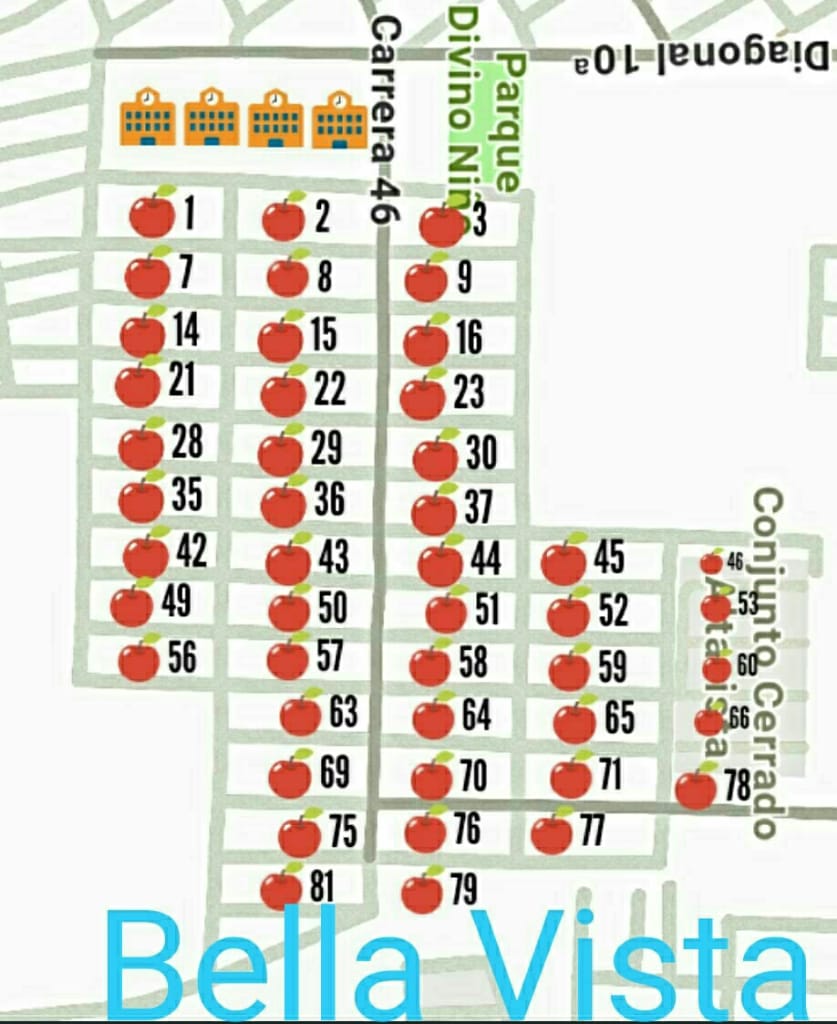 Diagonal 10ª
Carrera 46
Parque
Divino Niño
1 2 3
7 8 9
14 15 16
21 22 23
28 29 30
35 36 37
42 43 44 45 46
49 50 51 52 53
56 57 58 59 60
63 64 65 66
69 70 71 78
75 76 77
81 79
Conjunto Cerrado
Altavista
Bella Vista